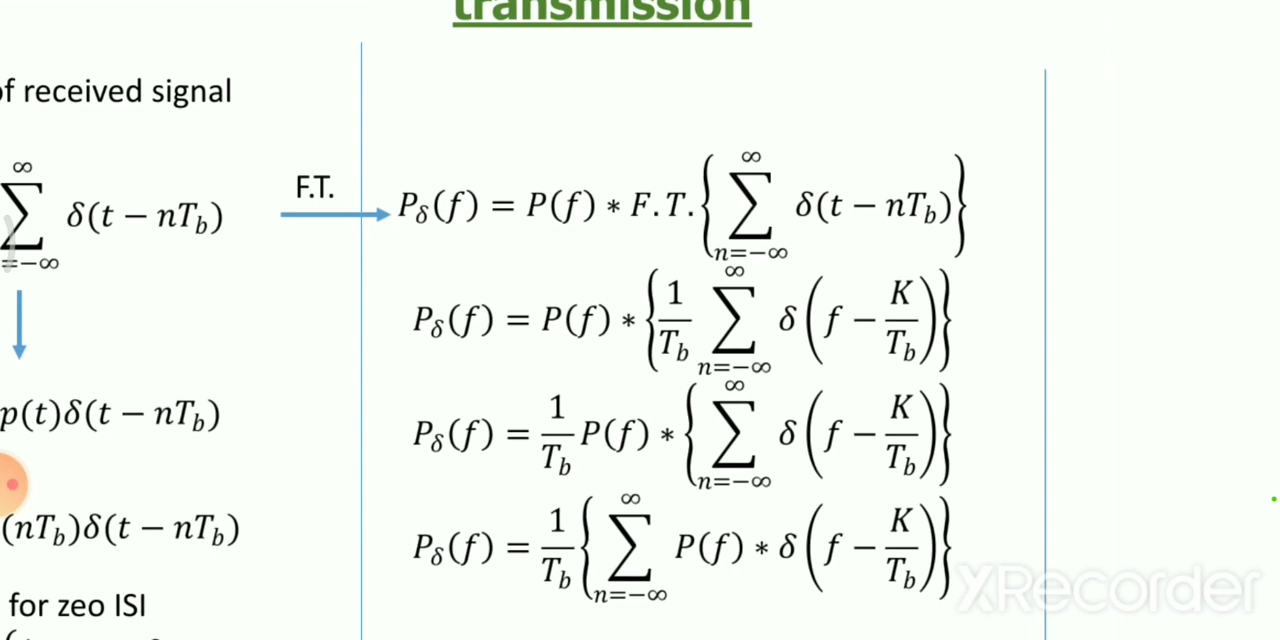 transmission
of received signal
∞
∑ δ(t − nT_b)
=−∞
F.T.
p(t)δ(t − nT_b)
(nT_b)δ(t − nT_b)
for zeo ISI
P_δ(f) = P(f) ∗ F.T.{∑_{n=−∞}^{∞} δ(t − nT_b)}
P_δ(f) = P(f) ∗ {1/T_b ∑_{n=−∞}^{∞} δ(f − K/T_b)}
P_δ(f) = 1/T_b P(f) ∗ {∑_{n=−∞}^{∞} δ(f − K/T_b)}
P_δ(f) = 1/T_b {∑_{n=−∞}^{∞} P(f) ∗ δ(f − K/T_b)}
XRecorder